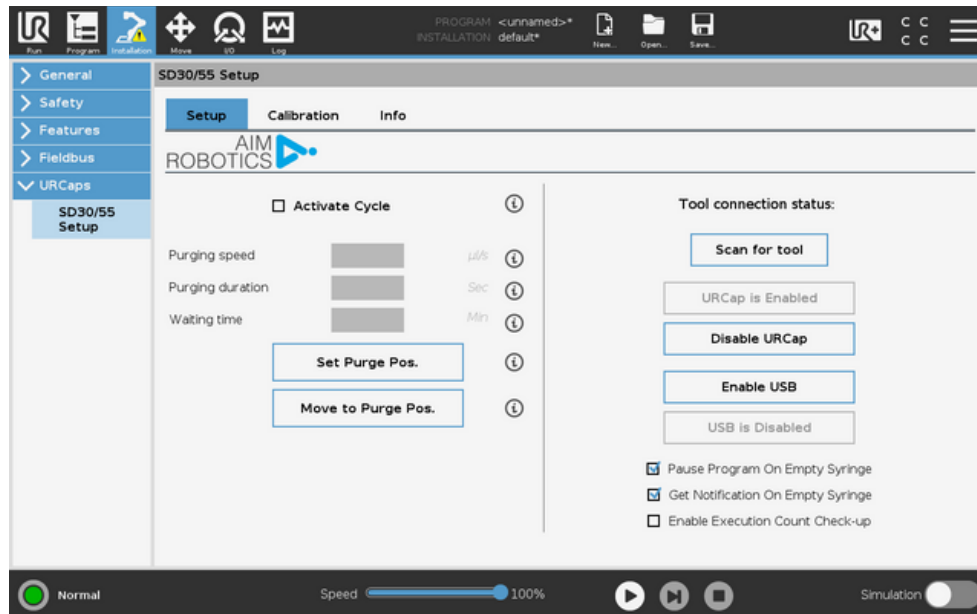 PROGRAM <unnamed>*
INSTALLATION default*
Run
Program
Installation
Move
I/O
Log
New...
Open...
Save...
UR+
C C
C C
General
Safety
Features
Fieldbus
URCaps
SD30/55
Setup
SD30/55 Setup
Setup
Calibration
Info
AIM
ROBOTICS
Activate Cycle
Purging speed
µl/s
Purging duration
Sec
Waiting time
Min
Set Purge Pos.
Move to Purge Pos.
Tool connection status:
Scan for tool
URCap is Enabled
Disable URCap
Enable USB
USB is Disabled
Pause Program On Empty Syringe
Get Notification On Empty Syringe
Enable Execution Count Check-up
Normal
Speed
100%
Simulation